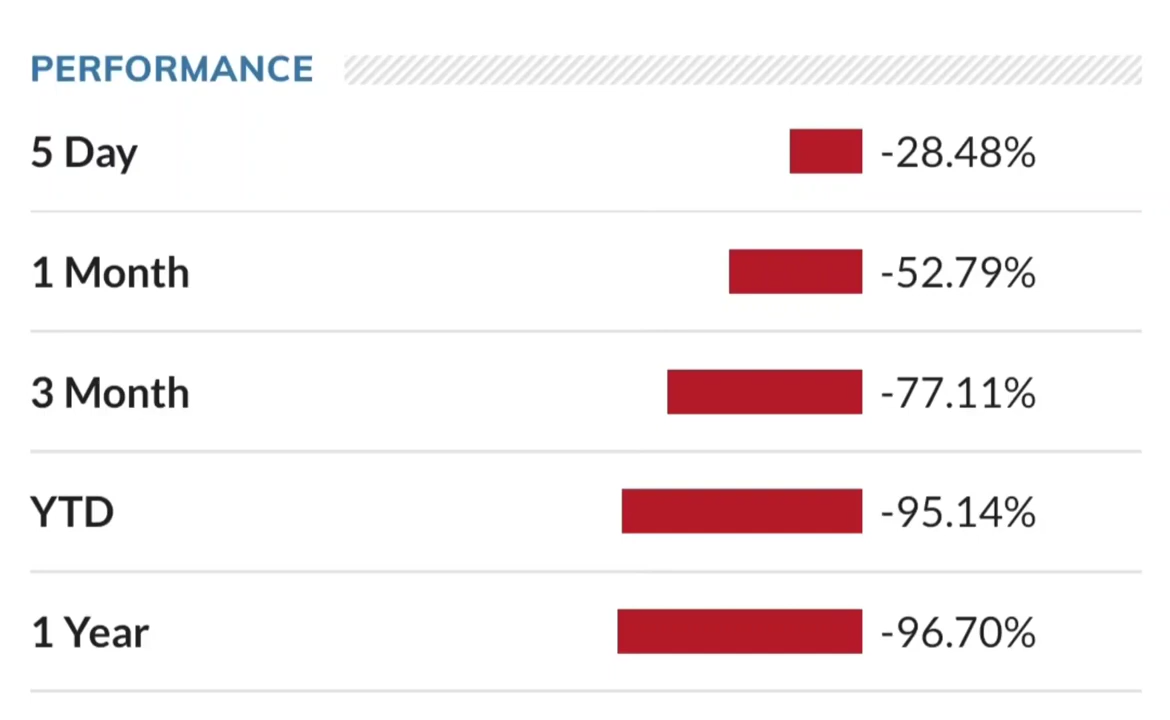 PERFORMANCE
5 Day -28.48%
1 Month -52.79%
3 Month -77.11%
YTD -95.14%
1 Year -96.70%